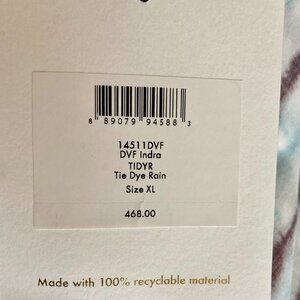 8 89079 94588 3
14511DVF
DVF Indra
TIDYR
Tie Dye Rain
Size XL
468.00
Made with 100% recyclable material